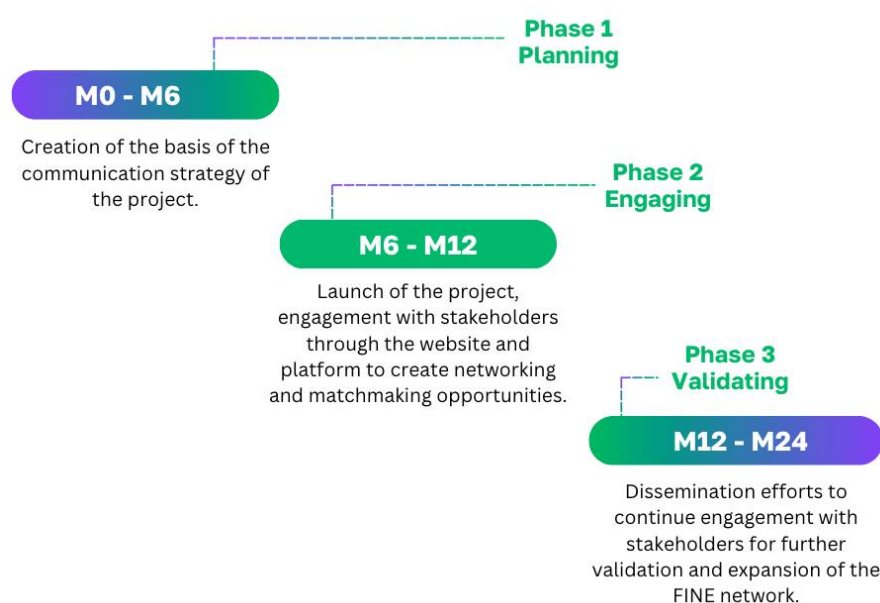 Phase 1
Planning
M0 - M6
Creation of the basis of the
communication strategy of
the project.
Phase 2
Engaging
M6 - M12
Launch of the project,
engagement with stakeholders
through the website and
platform to create networking
and matchmaking opportunities.
Phase 3
Validating
M12 - M24
Dissemination efforts to
continue engagement with
stakeholders for further
validation and expansion of the
FINE network.